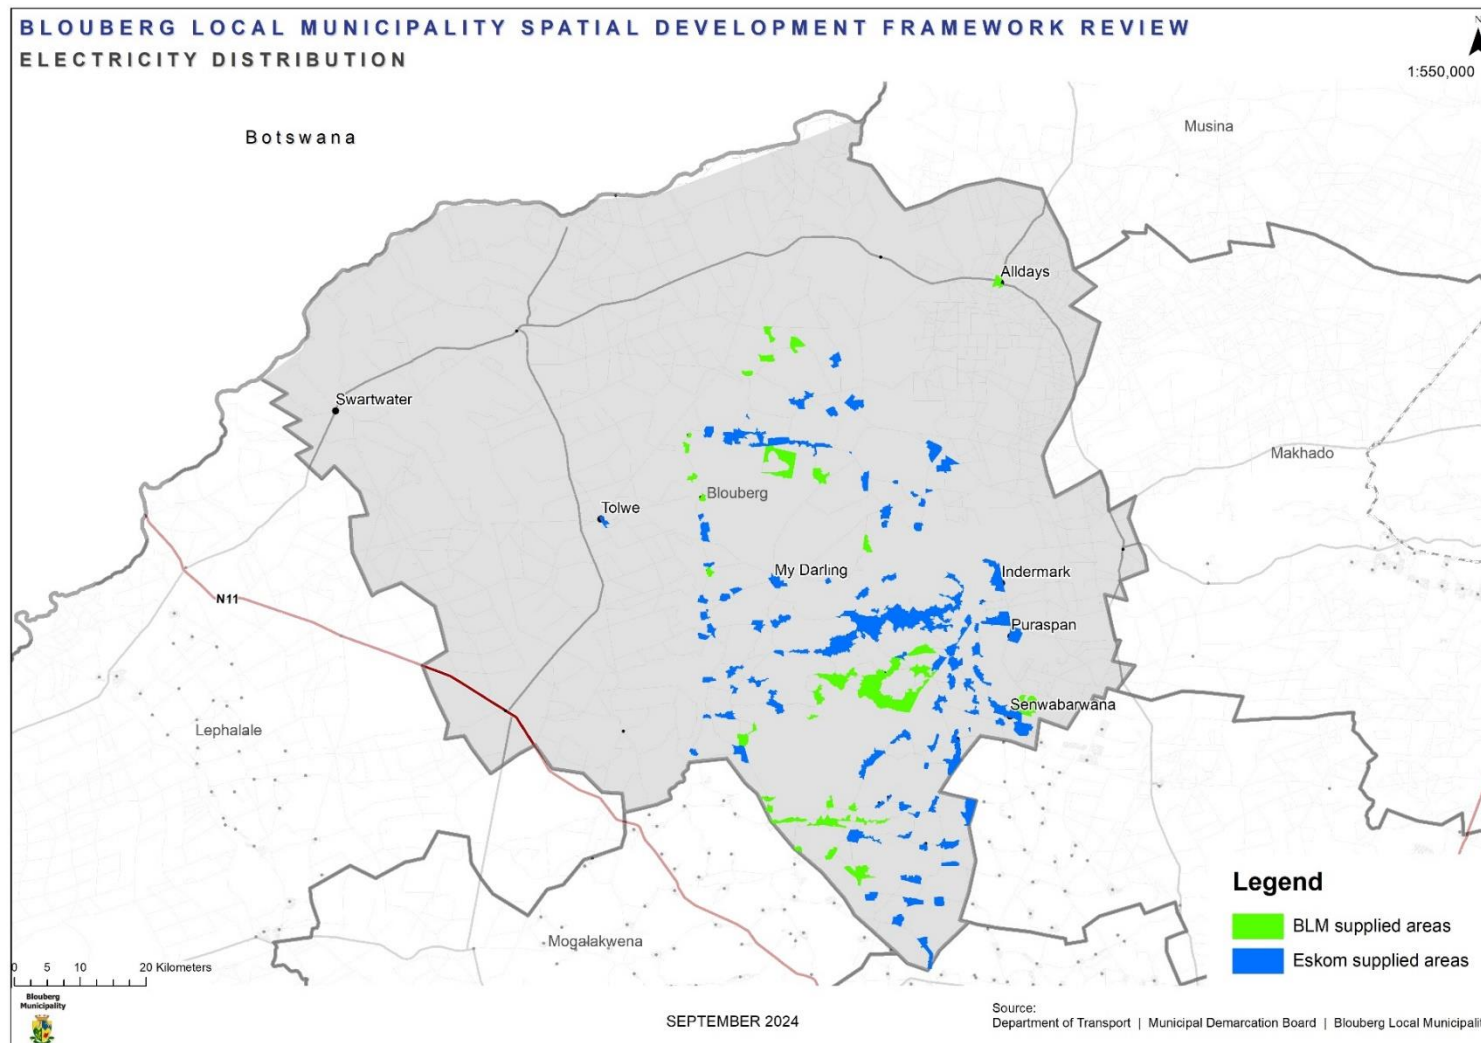 BLOUBERG LOCAL MUNICIPALITY SPATIAL DEVELOPMENT FRAMEWORK REVIEW
ELECTRICITY DISTRIBUTION
N
1:550,000
Botswana
Musina
Alldays
Swartwater
Makhado
Blouberg
Tolwe
My Darling
Indermark
N11
Puraspan
Senwabarwana
Lephalale
Legend
BLM supplied areas
Eskom supplied areas
Mogalakwena
0 5 10 20 Kilometers
Blouberg
Municipality
SEPTEMBER 2024
Source:
Department of Transport | Municipal Demarcation Board | Blouberg Local Municipalit